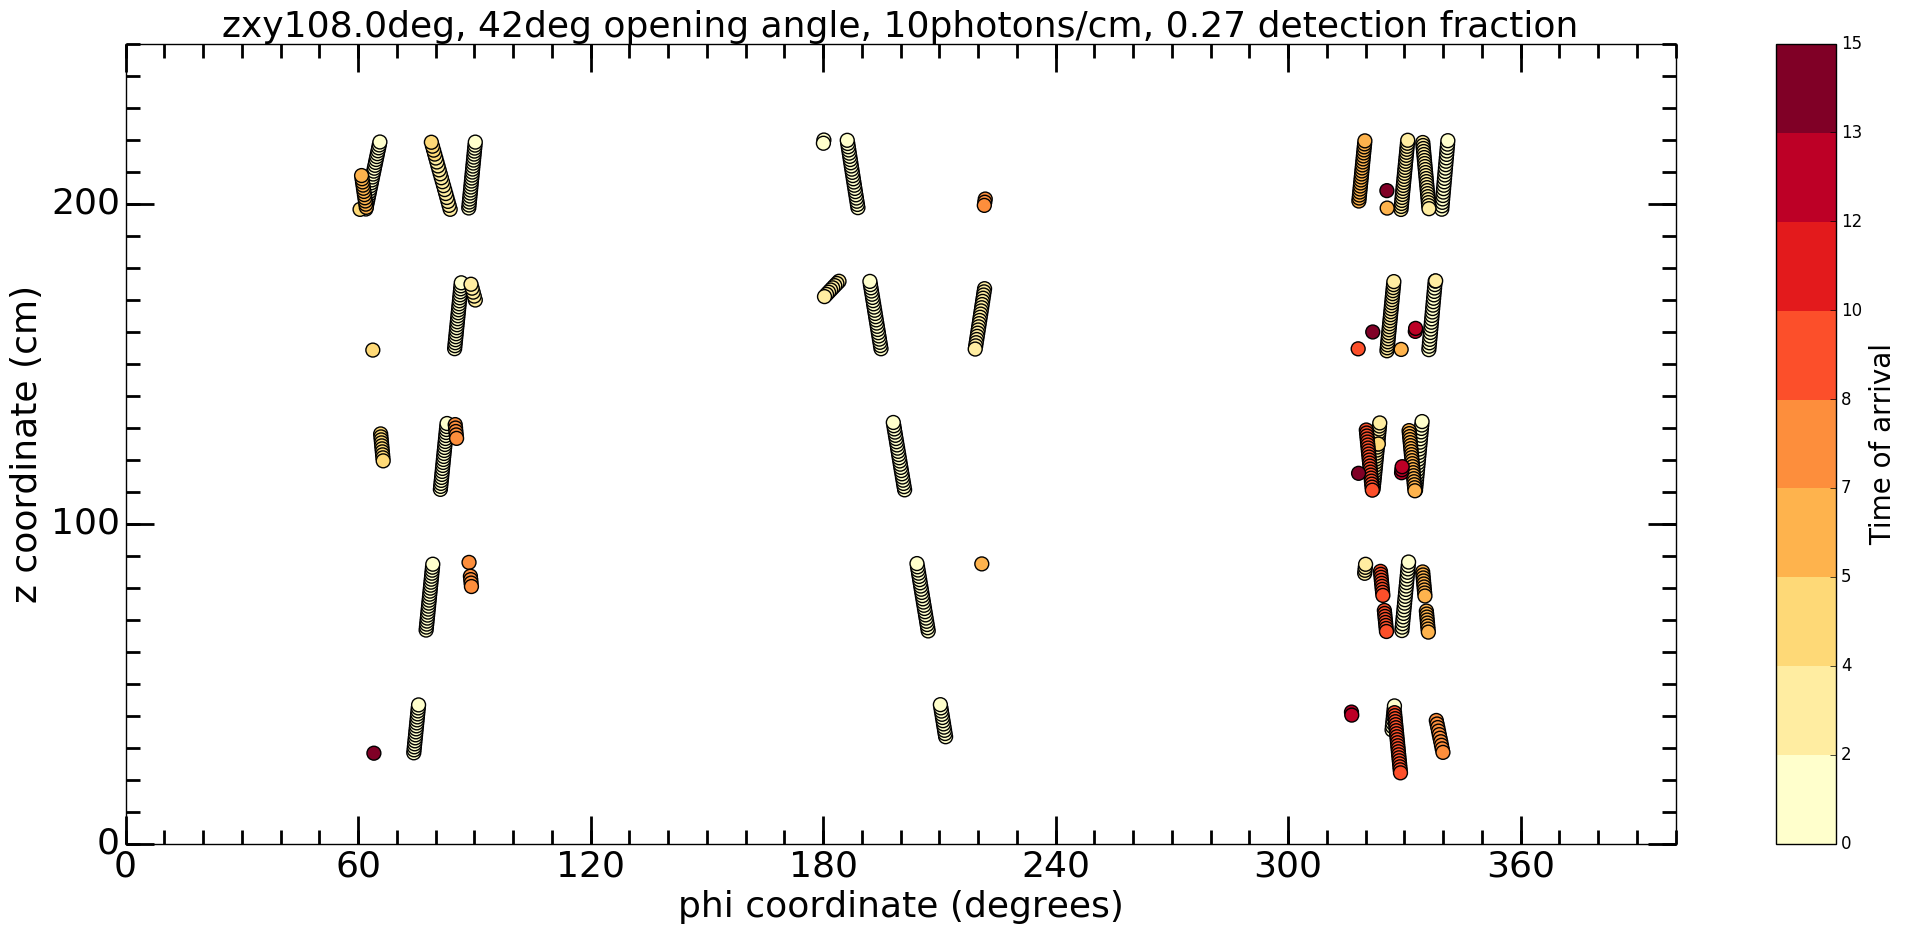 zxy108.0deg, 42deg opening angle, 10photons/cm, 0.27 detection fraction
200
100
0
z coordinate (cm)
0 60 120 180 240 300 360
phi coordinate (degrees)
15
13
12
10
8
7
5
4
2
0
Time of arrival